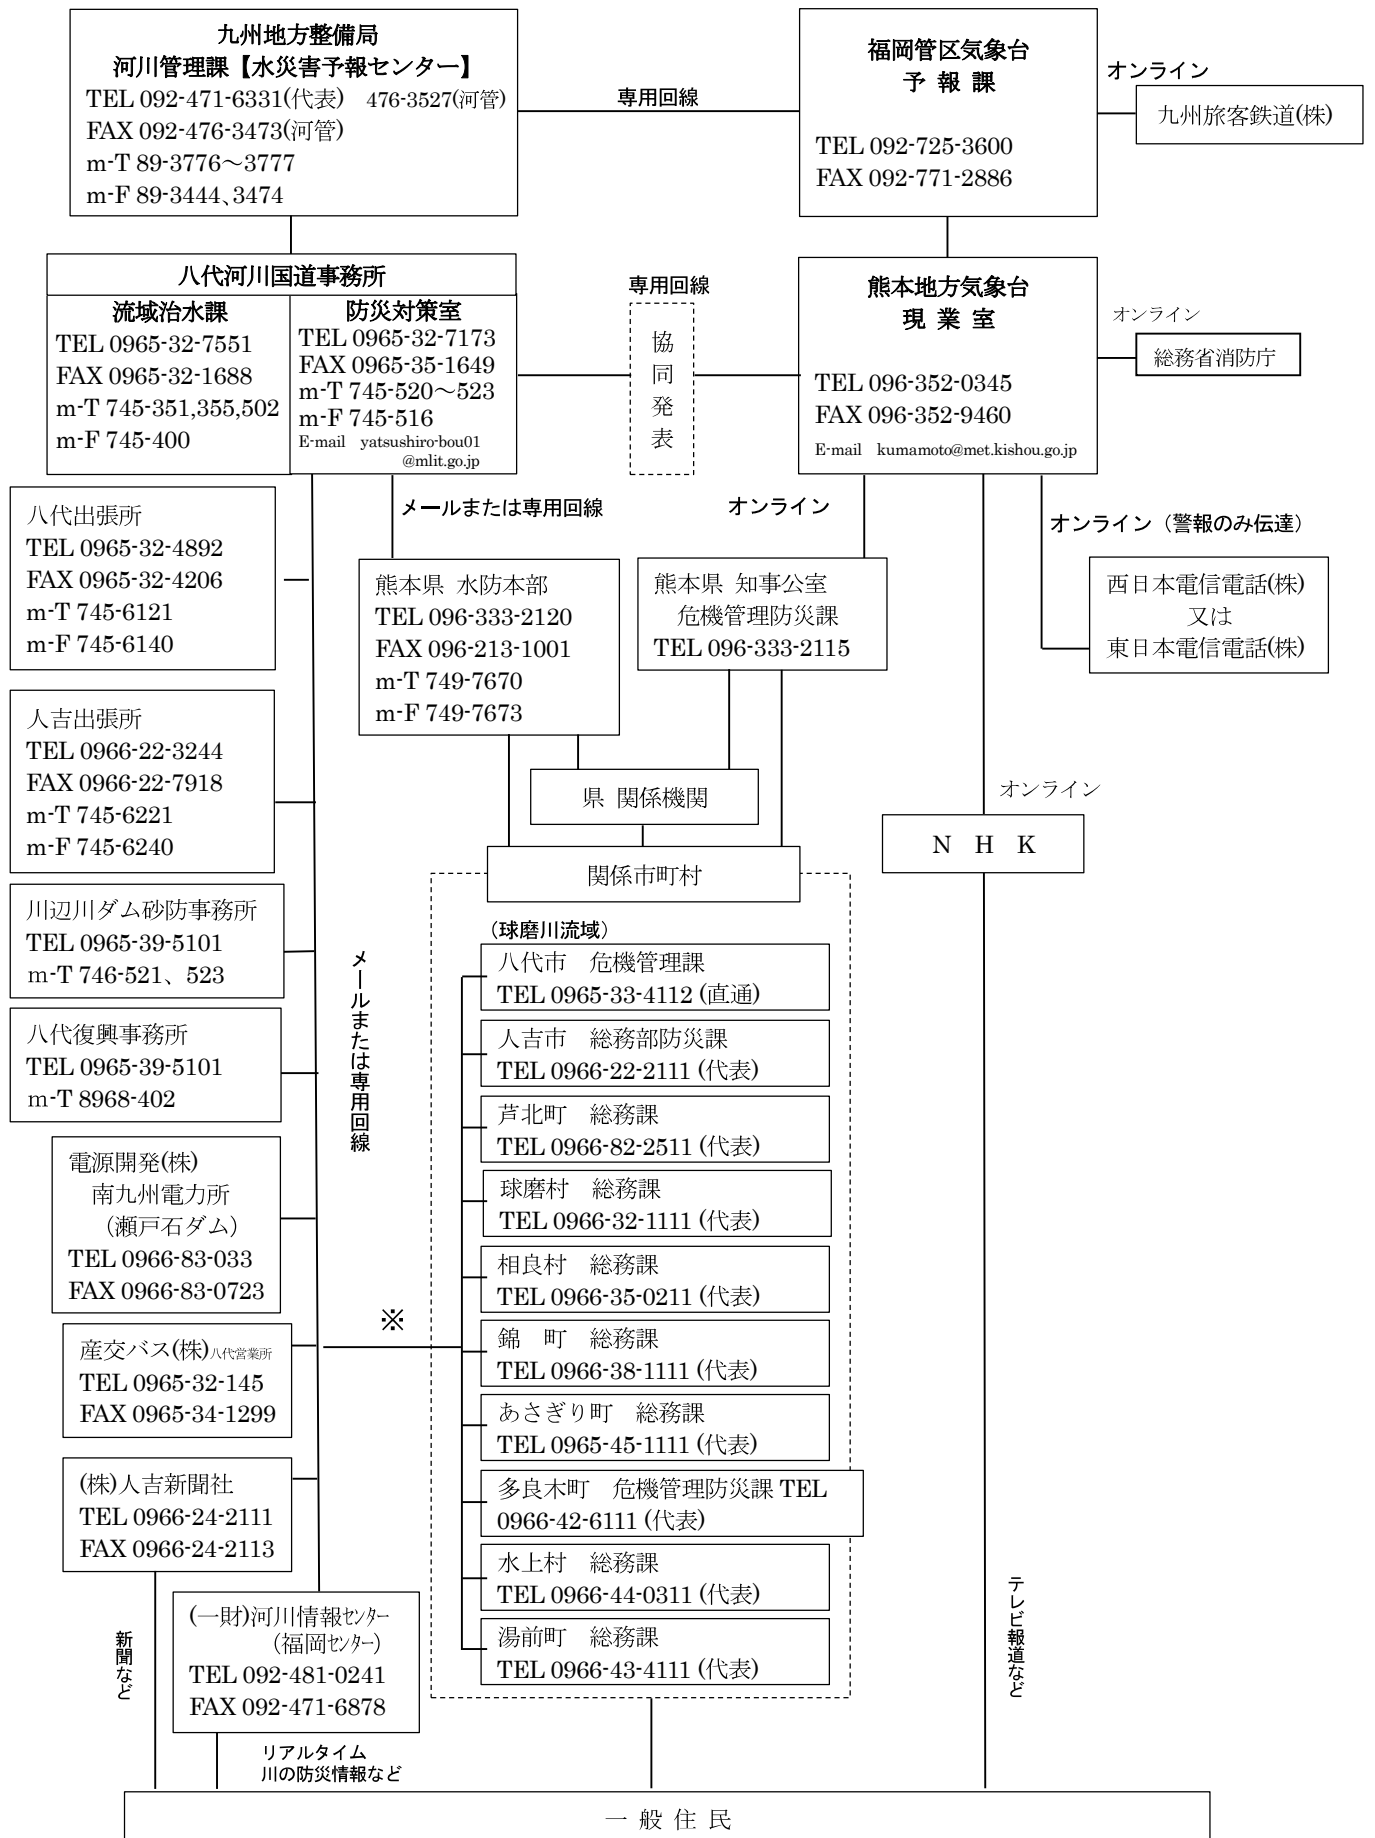 九州地方整備局
河川管理課【水災害予報センター】
TEL 092-471-6331(代表)　476-3527(河管)
FAX 092-476-3473(河管)
m-T 89-3776～3777
m-F 89-3444、3474
専用回線
福岡管区気象台
予 報 課
TEL 092-725-3600
FAX 092-771-2886
オンライン
九州旅客鉄道(株)
八代河川国道事務所
流域治水課
TEL 0965-32-7551
FAX 0965-32-1688
m-T 745-351,355,502
m-F 745-400
防災対策室
TEL 0965-32-7173
FAX 0965-35-1649
m-T 745-520～523
m-F 745-516
E-mail　yatsushiro-bou01
@mlit.go.jp
専用回線
協同発表
熊本地方気象台
現 業 室
TEL 096-352-0345
FAX 096-352-9460
E-mail　kumamoto@met.kishou.go.jp
オンライン
総務省消防庁
メールまたは専用回線
オンライン
オンライン（警報のみ伝達）
八代出張所
TEL 0965-32-4892
FAX 0965-32-4206
m-T 745-6121
m-F 745-6140
熊本県 水防本部
TEL 096-333-2120
FAX 096-213-1001
m-T 749-7670
m-F 749-7673
熊本県 知事公室
危機管理防災課
TEL 096-333-2115
西日本電信電話(株)
又は
東日本電信電話(株)
人吉出張所
TEL 0966-22-3244
FAX 0966-22-7918
m-T 745-6221
m-F 745-6240
県 関係機関
オンライン
N　H　K
関係市町村
川辺川ダム砂防事務所
TEL 0965-39-5101
m-T 746-521、523
八代復興事務所
TEL 0965-39-5101
m-T 8968-402
電源開発(株)
南九州電力所
（瀬戸石ダム）
TEL 0966-83-033
FAX 0966-83-0723
産交バス(株)八代営業所
TEL 0965-32-145
FAX 0965-34-1299
(株)人吉新聞社
TEL 0966-24-2111
FAX 0966-24-2113
(一財)河川情報ｾﾝﾀｰ
（福岡ｾﾝﾀｰ）
TEL 092-481-0241
FAX 092-471-6878
メールまたは専用回線
※
（球磨川流域）
八代市　危機管理課
TEL 0965-33-4112 (直通)
人吉市　総務部防災課
TEL 0966-22-2111 (代表)
芦北町　総務課
TEL 0966-82-2511 (代表)
球磨村　総務課
TEL 0966-32-1111 (代表)
相良村　総務課
TEL 0966-35-0211 (代表)
錦　町　総務課
TEL 0966-38-1111 (代表)
あさぎり町　総務課
TEL 0965-45-1111 (代表)
多良木町　危機管理防災課 TEL
0966-42-6111 (代表)
水上村　総務課
TEL 0966-44-0311 (代表)
湯前町　総務課
TEL 0966-43-4111 (代表)
新聞など
リアルタイム
川の防災情報など
テレビ報道など
一 般 住 民